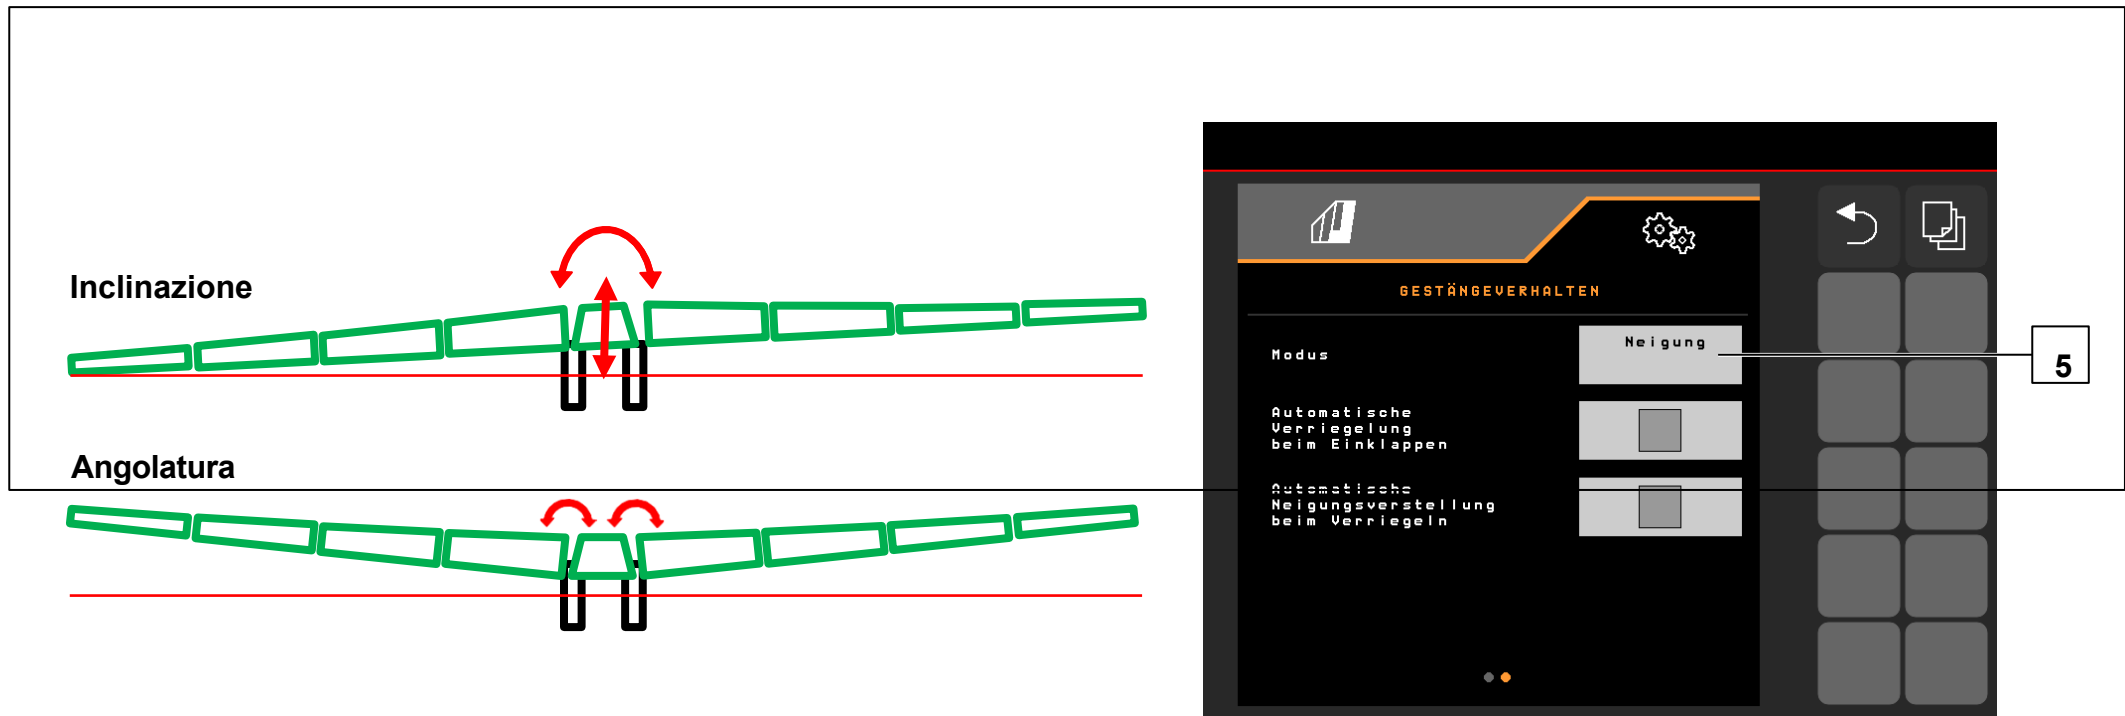 Inclinazione
Angolatura
GESTÄNGEVERHALTEN
Modus
Neigung
5
Automatische
Verriegelung
beim Einklappen
Automatische
Neigungsverstellung
beim Verriegeln